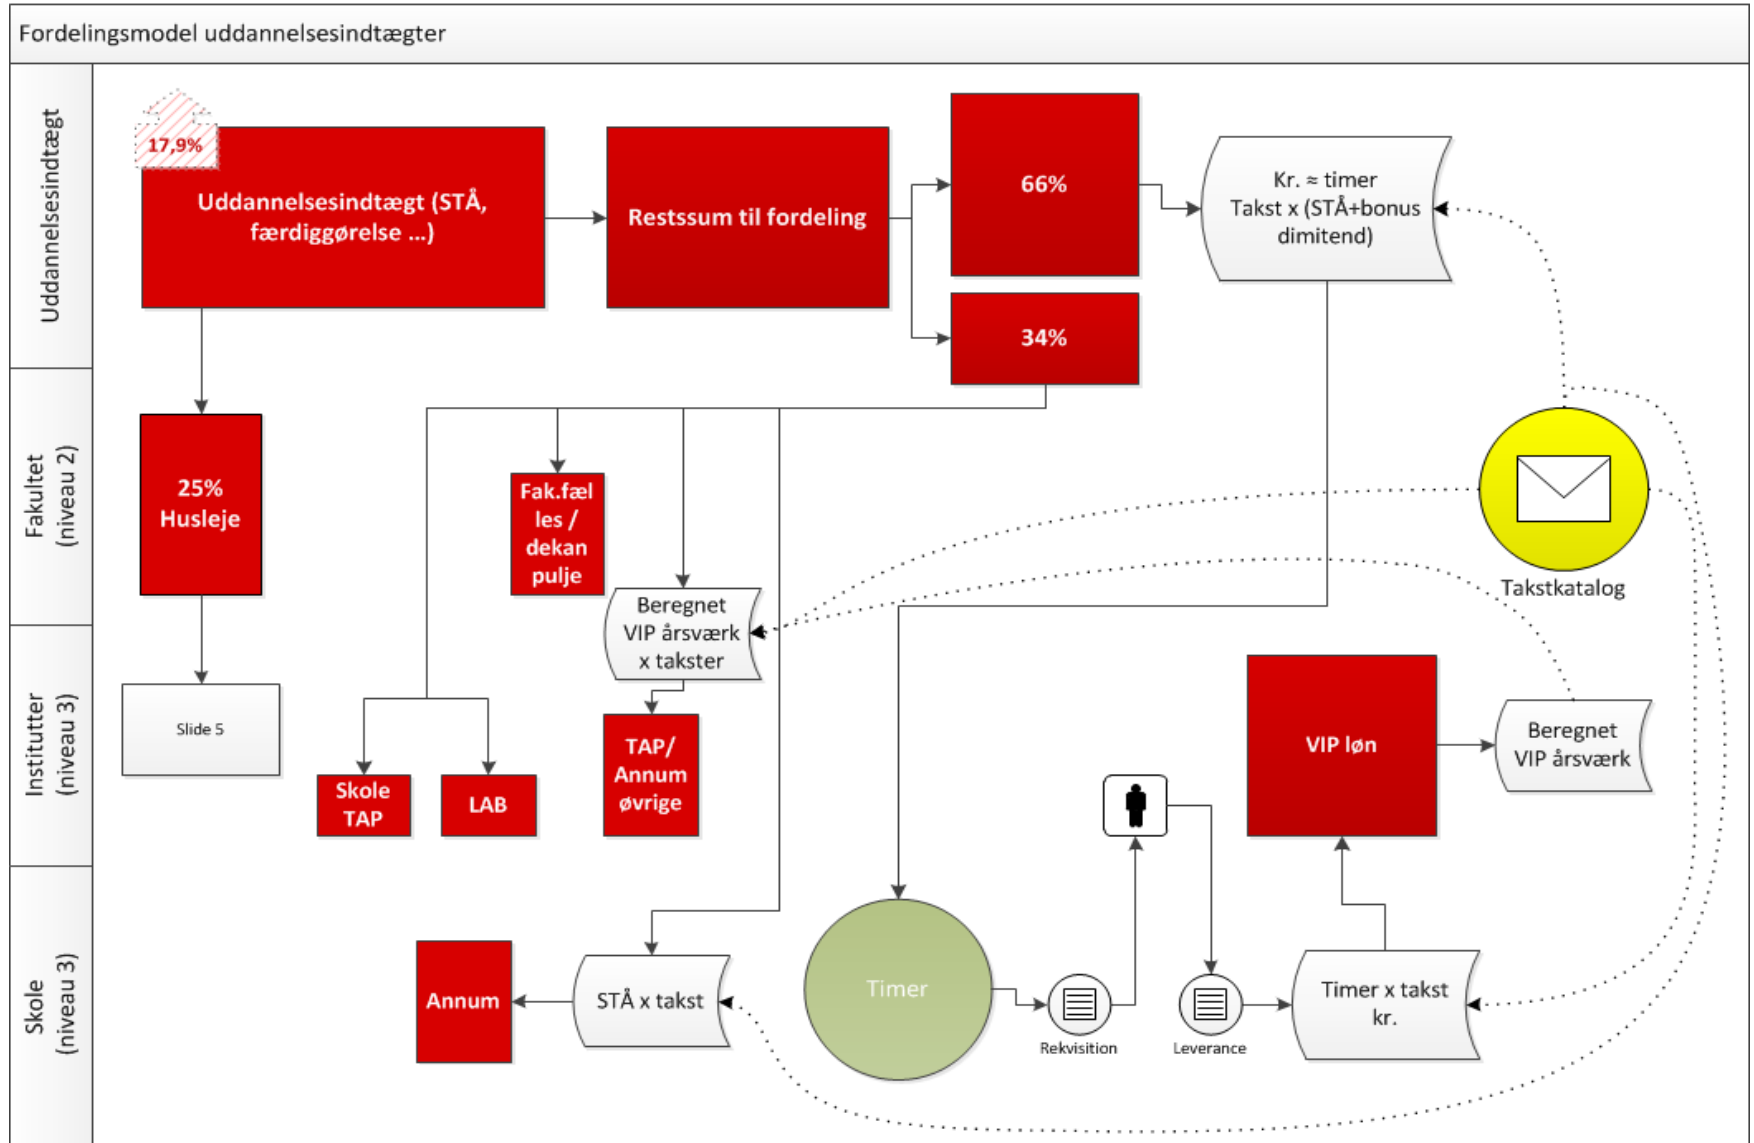 Fordelingsmodel uddannelsesindtægter
Uddannelsesindtægt
17,9%
Uddannelsesindtægt (STÅ,
færdiggørelse ...)
Restssum til fordeling
66%
34%
Kr. ≈ timer
Takst x (STÅ+bonus
dimitend)
Fakultet
(niveau 2)
25%
Husleje
Fak.fæl
les /
dekan
pulje
Beregnet
VIP årsværk
x takster
Takstkatalog
Institutter
(niveau 3)
Slide 5
Skole
TAP
LAB
TAP/
Annum
øvrige
VIP løn
Beregnet
VIP årsværk
Skole
(niveau 3)
Annum
STÅ x takst
Timer
Rekvisition
Leverance
Timer x takst
kr.